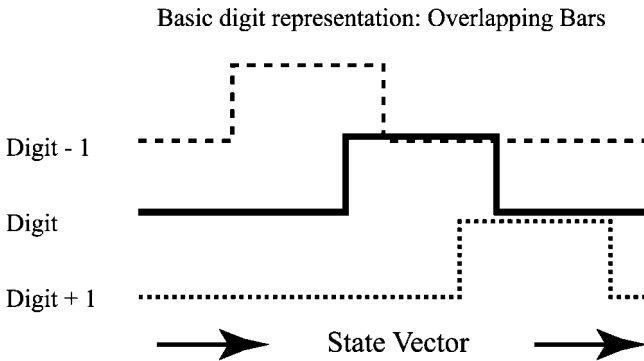 Basic digit representation: Overlapping Bars
Digit - 1
Digit
Digit + 1
State Vector